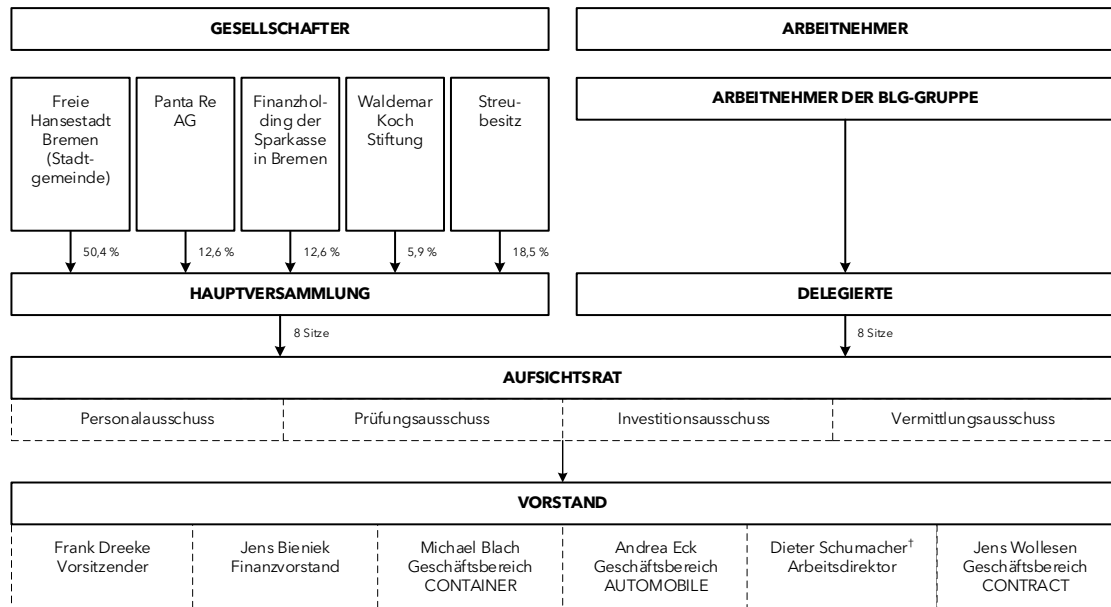 GESELLSCHAFTER
ARBEITNEHMER
Freie
Hansestadt
Bremen
(Stadt-
gemeinde)
Panta Re
AG
Finanzhol-
ding der
Sparkasse
in Bremen
Waldemar
Koch
Stiftung
Streu-
besitz
ARBEITNEHMER DER BLG-GRUPPE
50,4 %
12,6 %
12,6 %
5,9 %
18,5 %
HAUPTVERSAMMLUNG
DELEGIERTE
8 Sitze
8 Sitze
AUFSICHTSRAT
Personalausschuss
Prüfungsausschuss
Investitionsausschuss
Vermittlungsausschuss
VORSTAND
Frank Dreeke
Vorsitzender
Jens Bieniek
Finanzvorstand
Michael Blach
Geschäftsbereich
CONTAINER
Andrea Eck
Geschäftsbereich
AUTOMOBILE
Dieter Schumacher†
Arbeitsdirektor
Jens Wollesen
Geschäftsbereich
CONTRACT